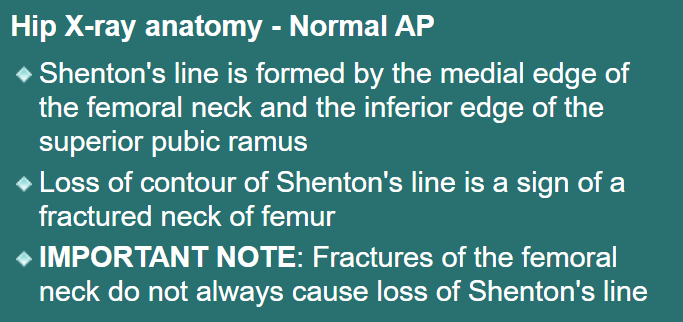 Hip X-ray anatomy - Normal AP
Shenton's line is formed by the medial edge of
the femoral neck and the inferior edge of the
superior pubic ramus
Loss of contour of Shenton's line is a sign of a
fractured neck of femur
IMPORTANT NOTE: Fractures of the femoral
neck do not always cause loss of Shenton's line